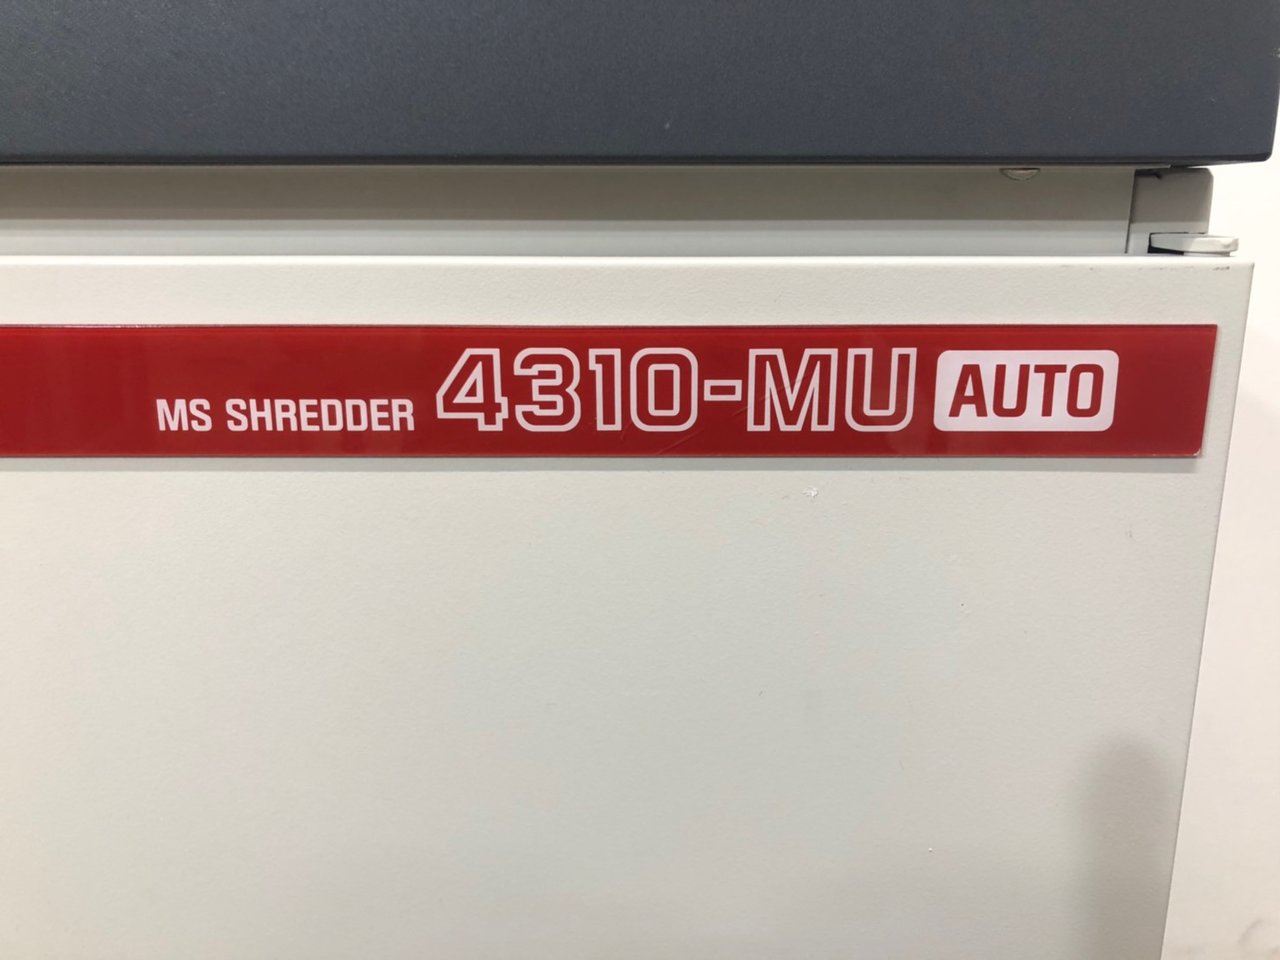 MS SHREDDER 4310-MU AUTO